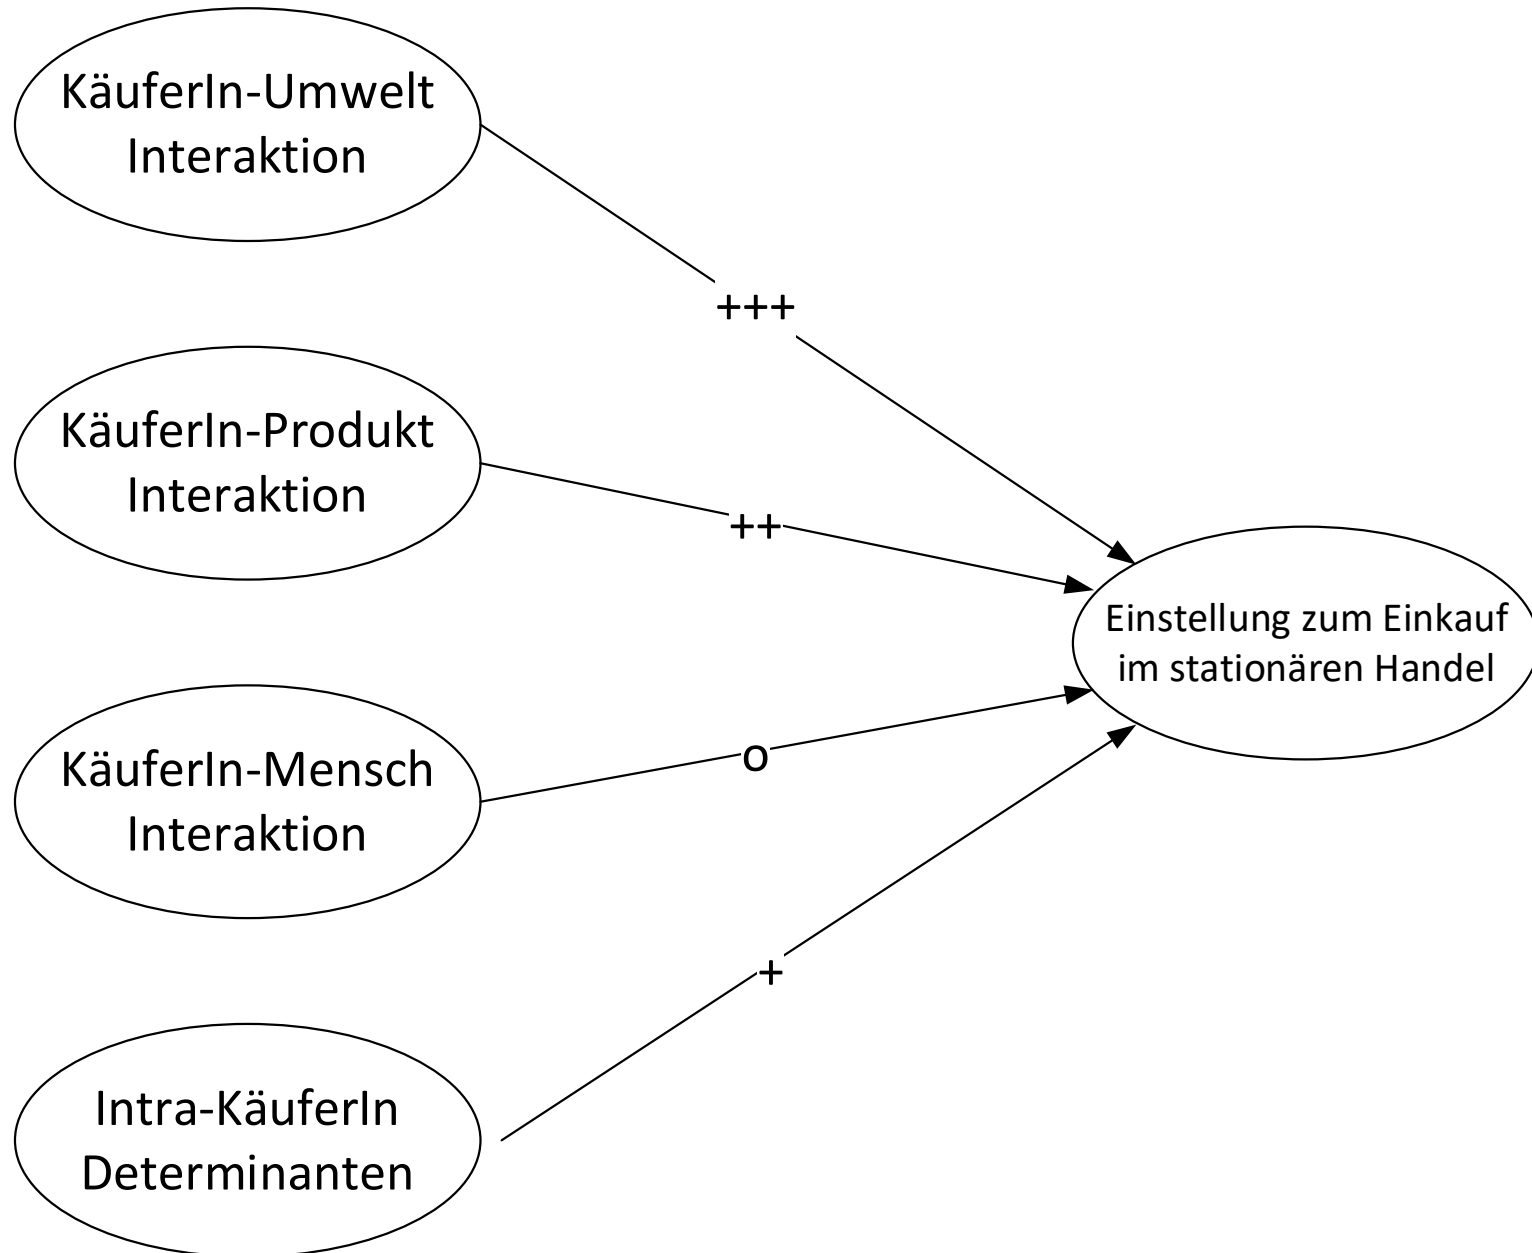 KäuferIn-Umwelt
Interaktion
+++
KäuferIn-Produkt
Interaktion
++
Einstellung zum Einkauf
im stationären Handel
KäuferIn-Mensch
Interaktion
o
+
Intra-KäuferIn
Determinanten